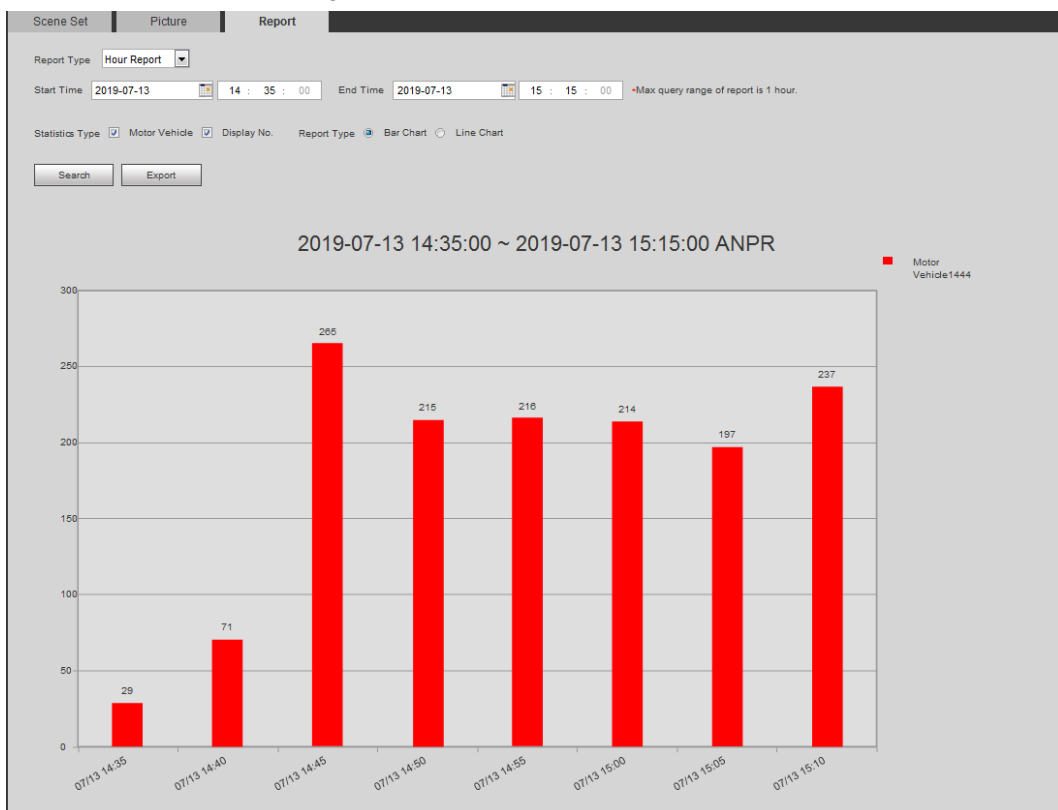 Scene Set Picture Report
Report Type Hour Report
Start Time 2019-07-13 14 : 35 : 00 End Time 2019-07-13 15 : 15 : 00 *Max query range of report is 1 hour.
Statistics Type Motor Vehicle Display No. Report Type Bar Chart Line Chart
Search Export
2019-07-13 14:35:00 ~ 2019-07-13 15:15:00 ANPR
Motor
Vehicle1444
300
265
250
237
215
216
214
200
197
150
100
71
50
29
0
07/13 14:35
07/13 14:40
07/13 14:45
07/13 14:50
07/13 14:55
07/13 15:00
07/13 15:05
07/13 15:10